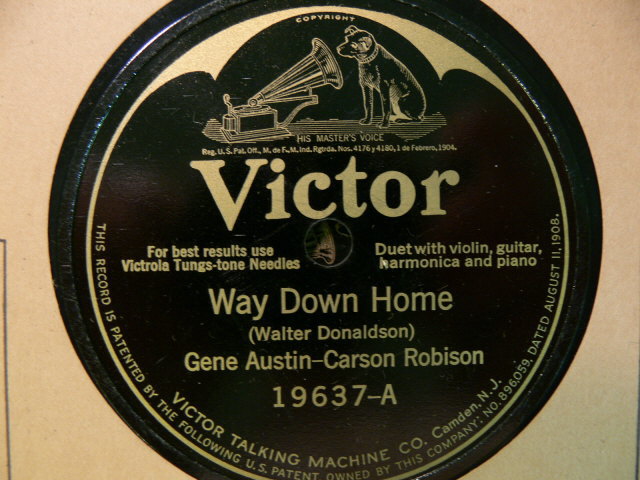 COPYRIGHT
HIS MASTER'S VOICE
Reg. U.S. Pat. Off., M. de F., M. Ind. Rgtrda. Nos. 4176 y 4180, 1 de Febrero, 1904.
Victor
For best results use
Victrola Tungs-tone Needles
Duet with violin, guitar,
harmonica and piano
Way Down Home
(Walter Donaldson)
Gene Austin–Carson Robison
19637–A
VICTOR TALKING MACHINE CO. Camden, N.J.
THIS RECORD IS PATENTED BY THE FOLLOWING U.S. PATENT OWNED BY THIS COMPANY: NO. 896059, DATED AUGUST 11, 1908.